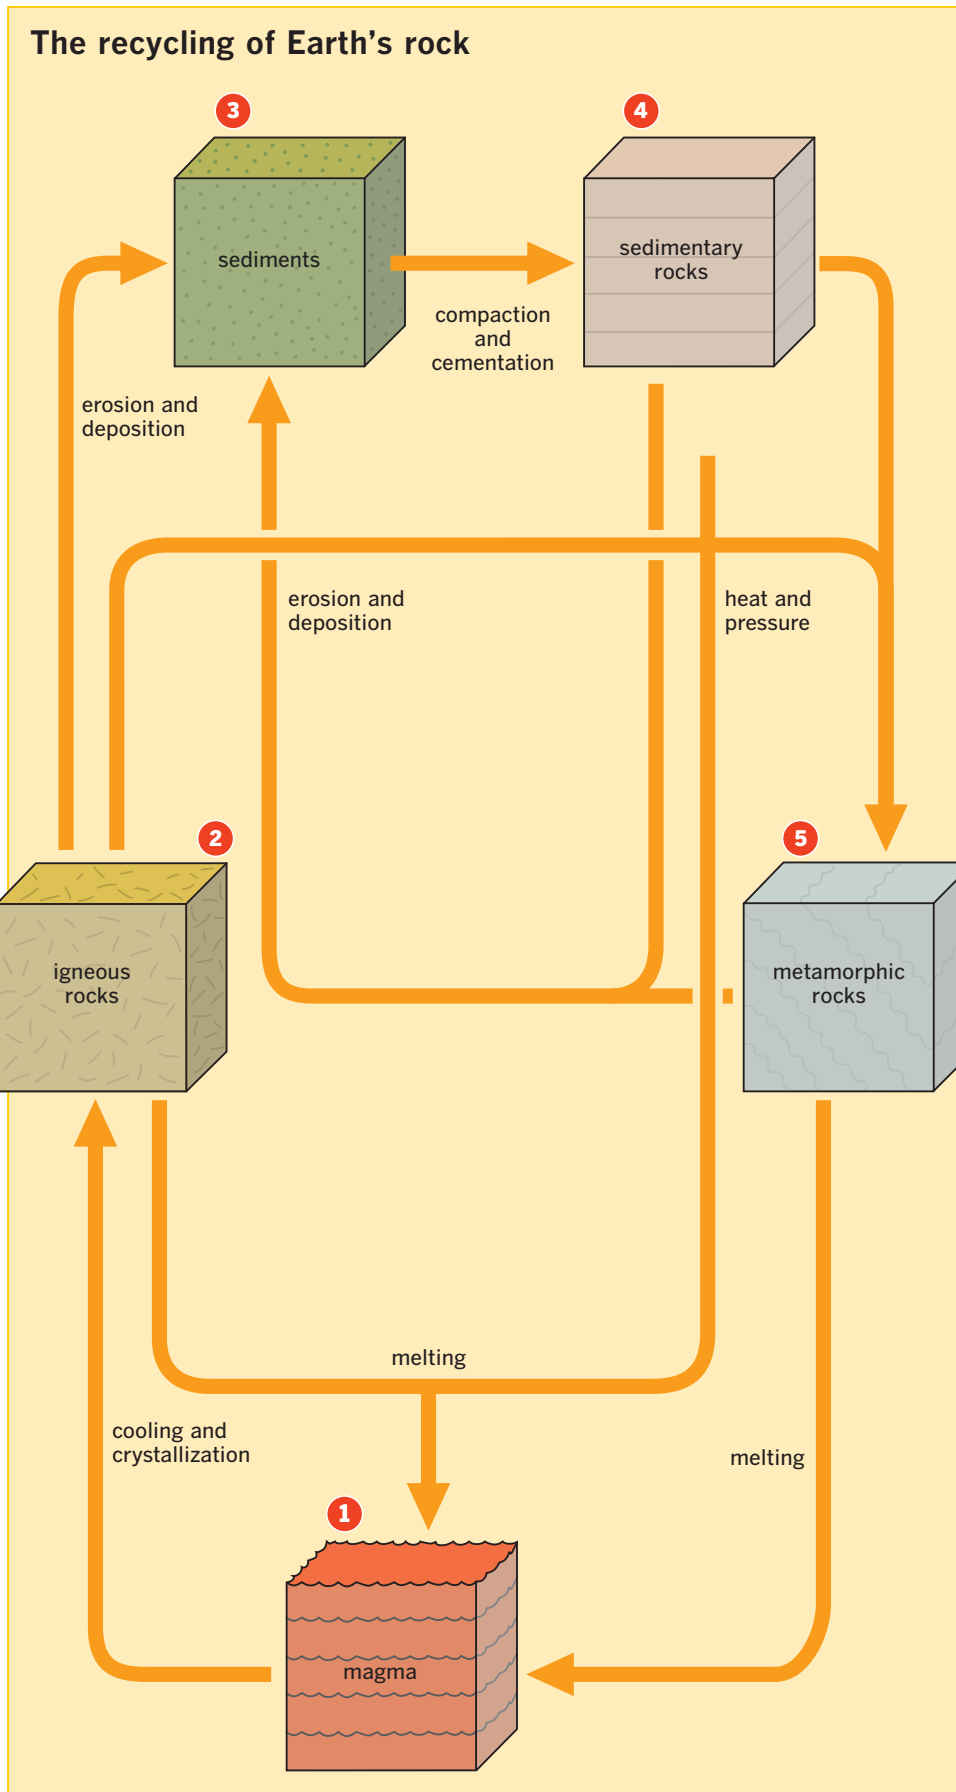 The recycling of Earth's rock
3
4
sediments
sedimentary
rocks
compaction
and
cementation
erosion and
deposition
erosion and
deposition
heat and
pressure
2
5
igneous
rocks
metamorphic
rocks
melting
cooling and
crystallization
melting
1
magma